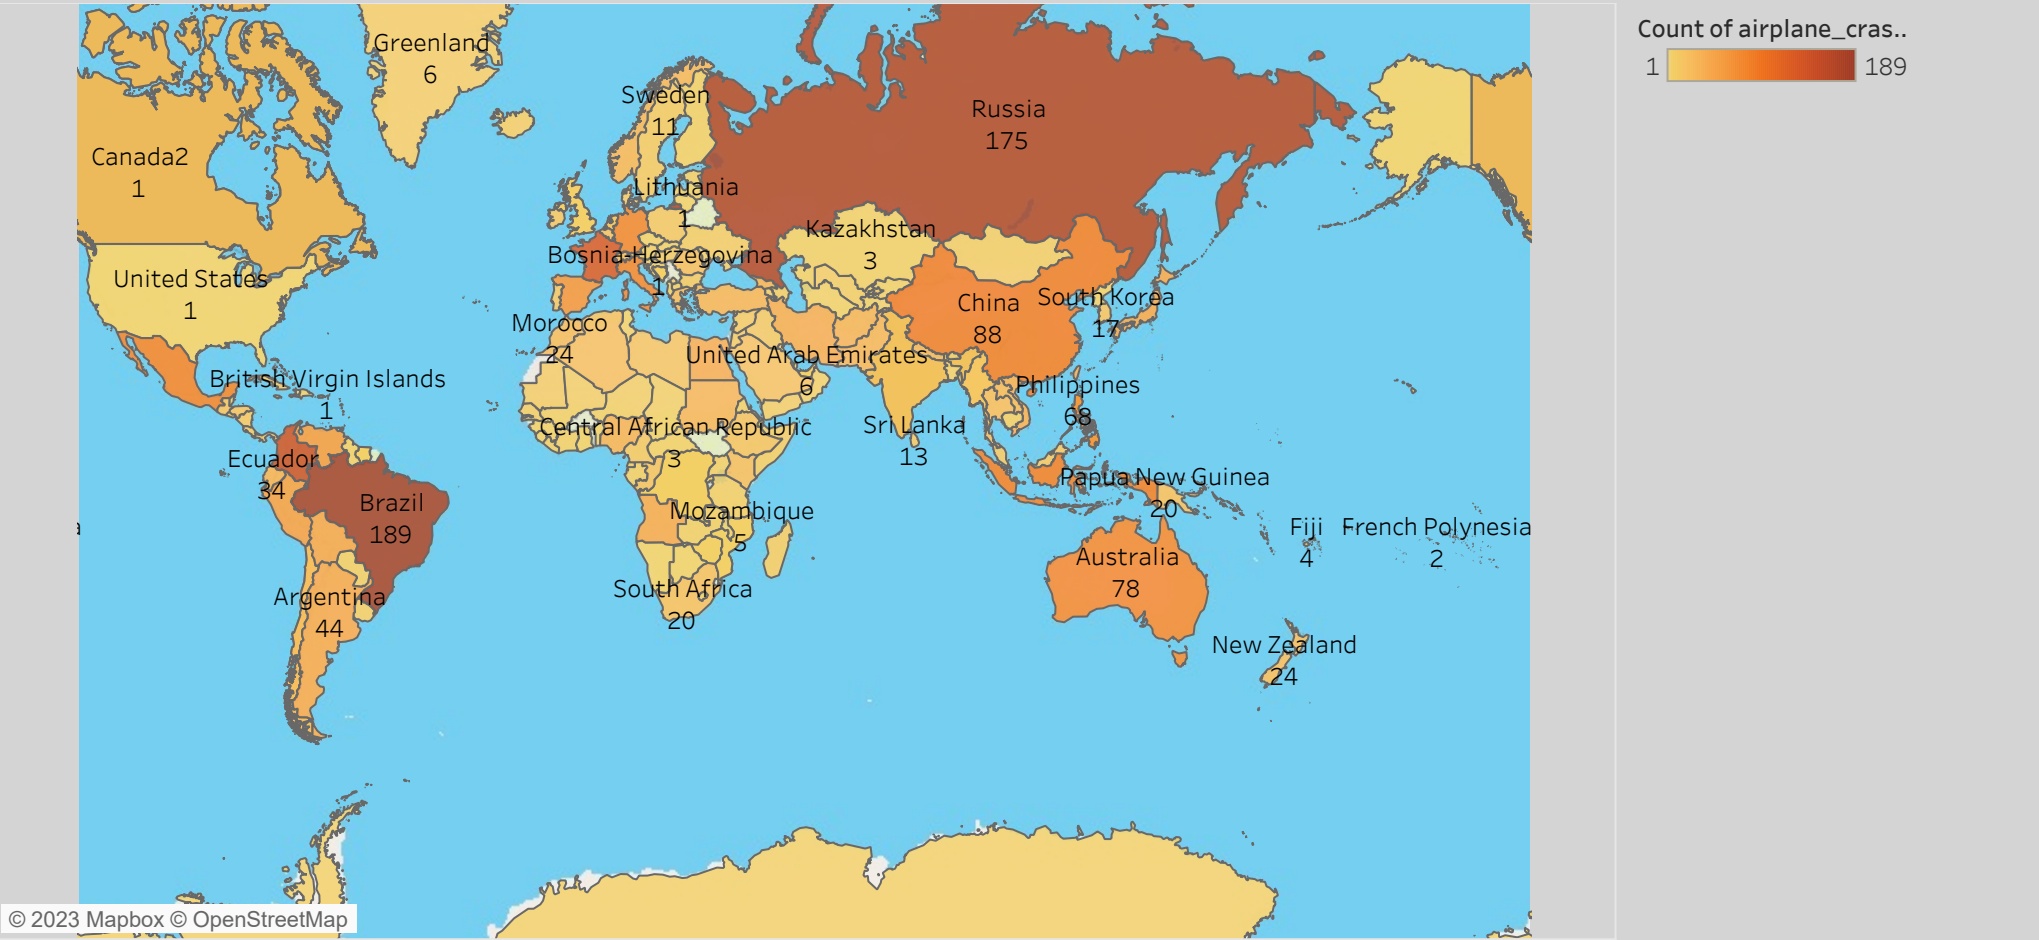 Count of airplane_cras..
1 189
Greenland
6
Sweden
11
Russia
175
Canada2
1
Lithuania
1
Kazakhstan
3
Bosnia-Herzegovina
1
United States
1
China
88
South Korea
17
Morocco
24
United Arab Emirates
6
British Virgin Islands
1
Philippines
68
Central African Republic
3
Sri Lanka
13
Ecuador
34
Papua New Guinea
20
Brazil
189
Mozambique
5
Fiji
4
French Polynesia
2
a
Australia
78
South Africa
20
Argentina
44
New Zealand
24
© 2023 Mapbox © OpenStreetMap